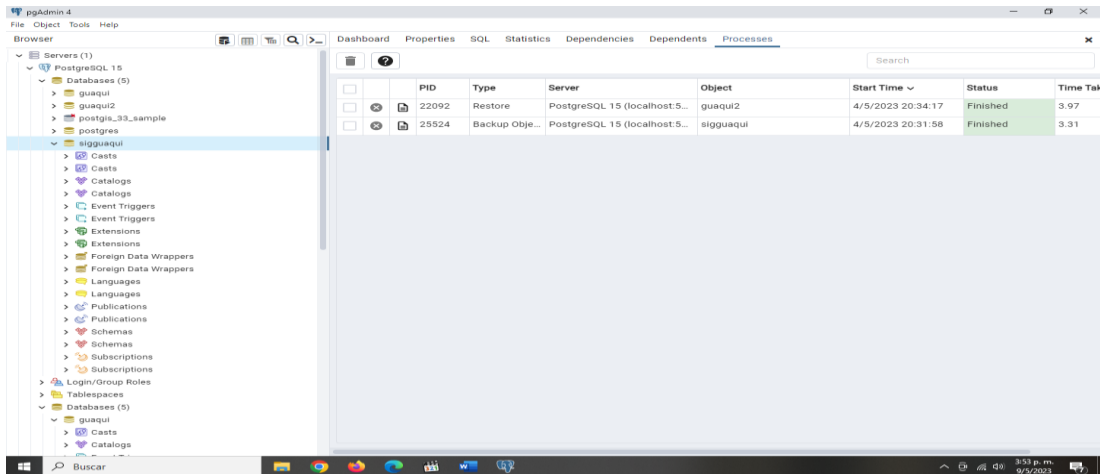 pgAdmin 4
File Object Tools Help
Browser
Servers (1)
PostgreSQL 15
Databases (5)
guaqui
guaqui2
postgis_33_sample
postgres
sigguaqui
Casts
Casts
Catalogs
Catalogs
Event Triggers
Event Triggers
Extensions
Extensions
Foreign Data Wrappers
Foreign Data Wrappers
Languages
Languages
Publications
Publications
Schemas
Schemas
Subscriptions
Subscriptions
Login/Group Roles
Tablespaces
Databases (5)
guaqui
Casts
Catalogs
Dashboard Properties SQL Statistics Dependencies Dependents Processes
Search
PID Type Server Object Start Time Status Time Tak
22092 Restore PostgreSQL 15 (localhost:5... guaqui2 4/5/2023 20:34:17 Finished 3.97
25524 Backup Obje... PostgreSQL 15 (localhost:5... sigguaqui 4/5/2023 20:31:58 Finished 3.31
Buscar
3:53 p. m.
9/5/2023